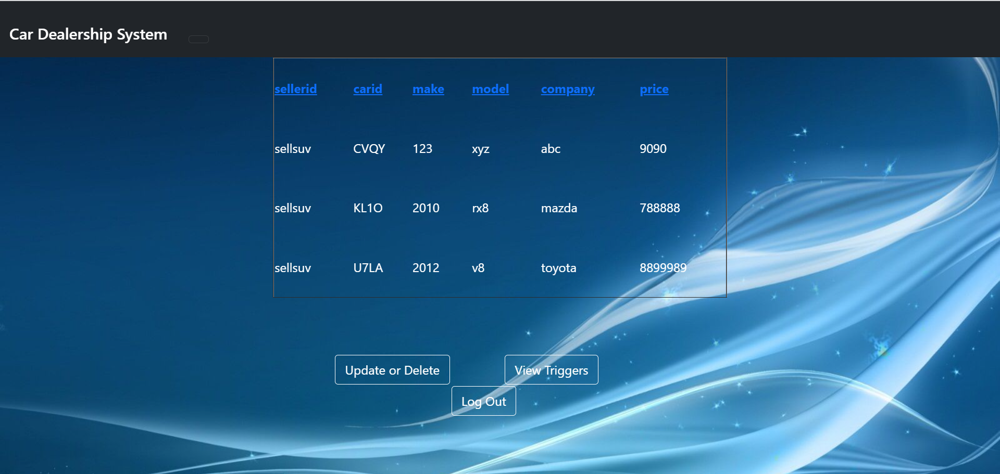 Car Dealership System
sellerid carid make model company price
sellsuv CVQY 123 xyz abc 9090
sellsuv KL1O 2010 rx8 mazda 788888
sellsuv U7LA 2012 v8 toyota 8899989
Update or Delete View Triggers
Log Out